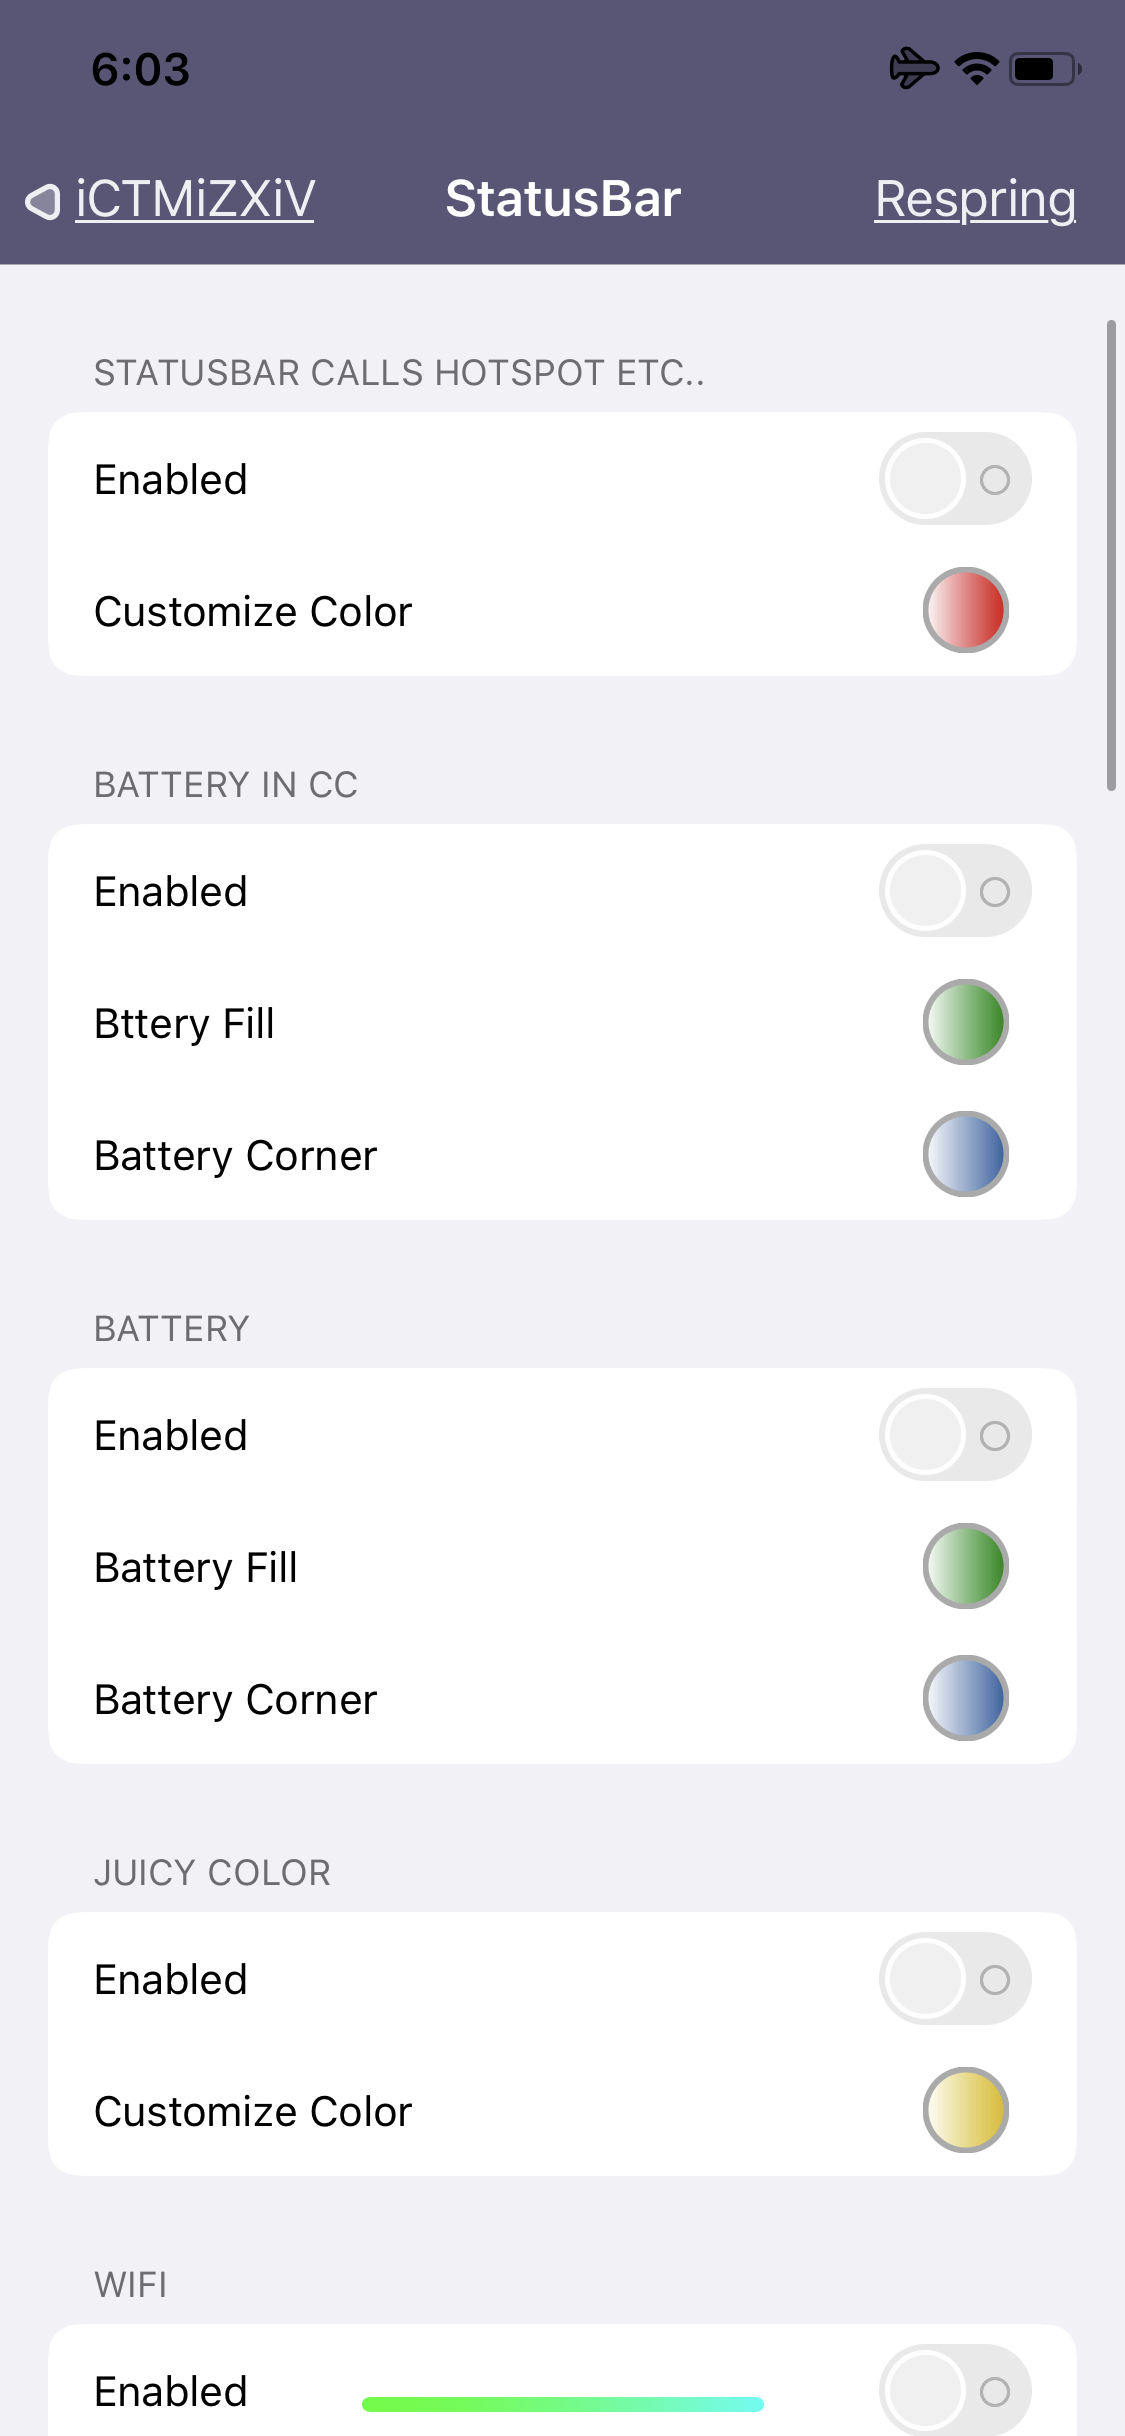 6:03
iCTMiZXiV StatusBar Respring
STATUSBAR CALLS HOTSPOT ETC..
Enabled
Customize Color
BATTERY IN CC
Enabled
Bttery Fill
Battery Corner
BATTERY
Enabled
Battery Fill
Battery Corner
JUICY COLOR
Enabled
Customize Color
WIFI
Enabled